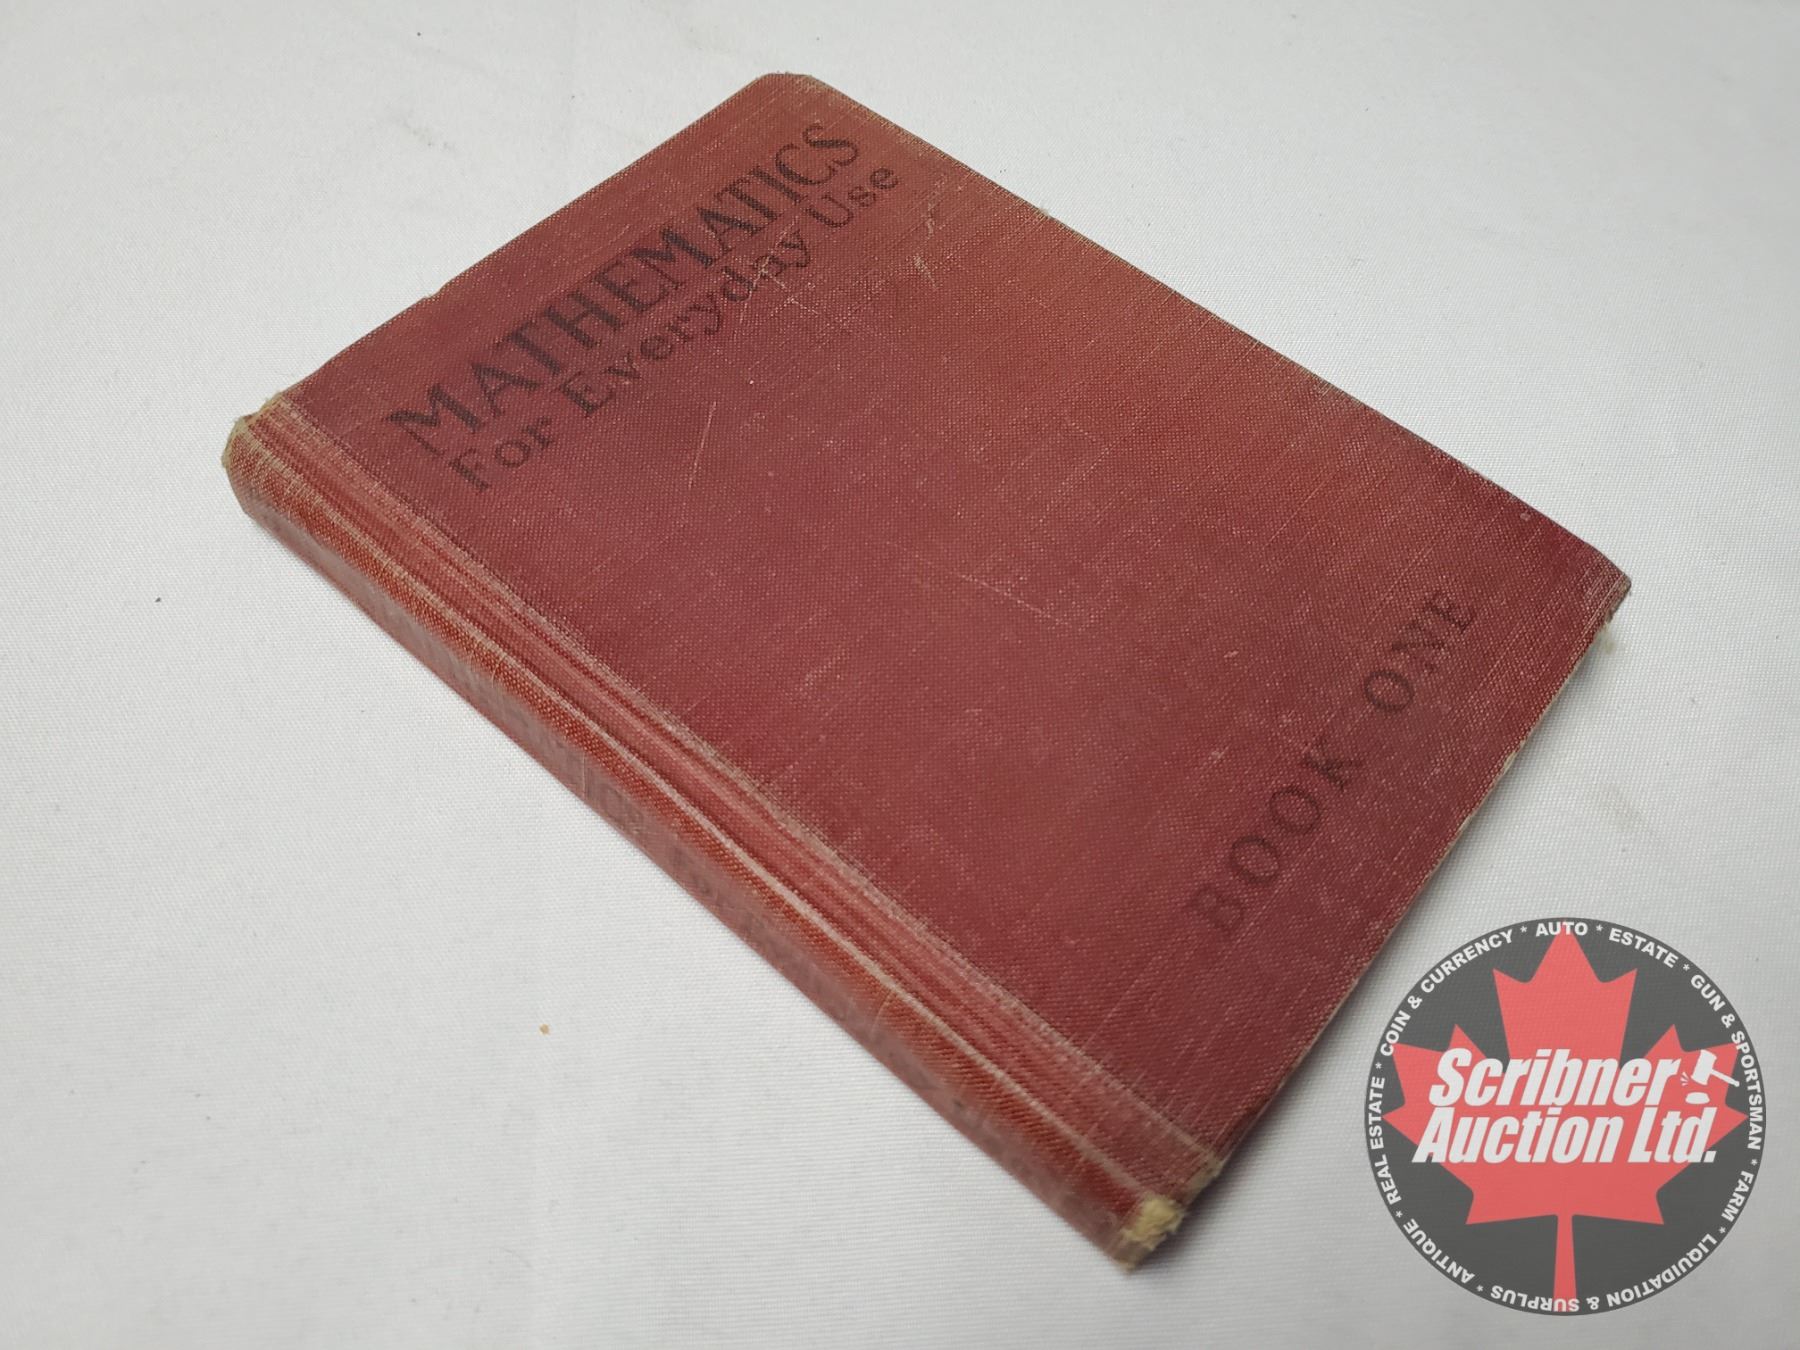 MATHEMATICS
For Everyday Use
BOOK ONE
COIN & CURRENCY * AUTO * ESTATE * GUN & SPORTSMAN * FARM * LIQUIDATION & SURPLUS * ANTIQUE * REAL ESTATE *
Scribner
Auction Ltd.